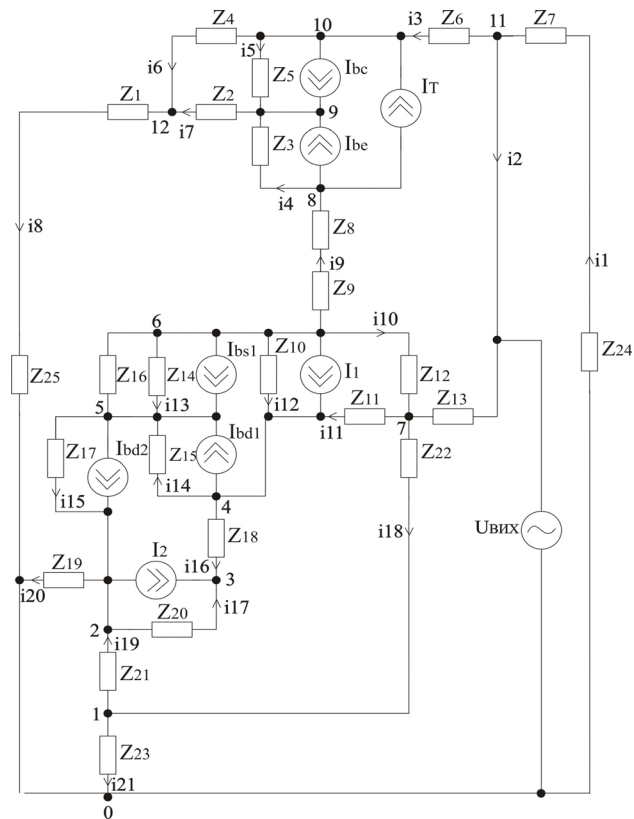 Z4 10 i3 Z6 11 Z7
i5
i6 Z5 Ibc IT
Z1 Z2 9
12 i7 Z3 Ibe i2
i4 8
i8 Z8
i9 i1
Z9
6 i10
Ibs1 Z10 Z24
Z25 Z16 Z14 I1 Z12
5 i13 i12 Z11 Z13
i11 7
Z17 Ibd2 Z15 Ibd1 Z22
i15 i14 4 Uвих
Z18 i18
I2 i16
Z19 3
i20 i17
Z20
2 i19
Z21
1
Z23
i21
0